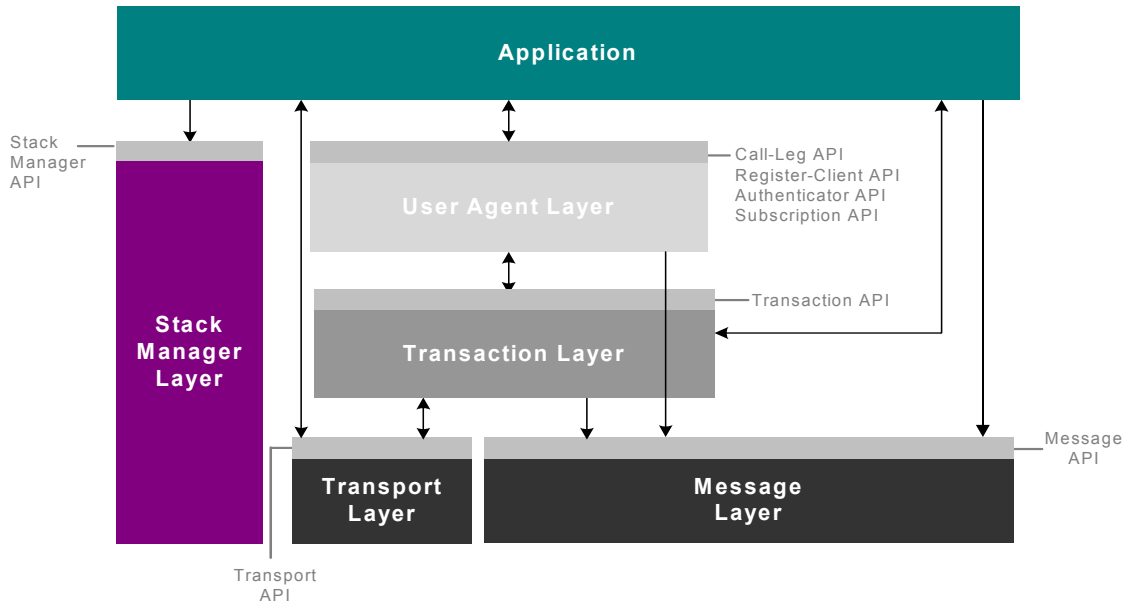 Application
Stack
Manager
API
Call-Leg API
Register-Client API
Authenticator API
Subscription API
User Agent Layer
Transaction API
Stack
Manager
Layer
Transaction Layer
Message
API
Transport
Layer
Message
Layer
Transport
API